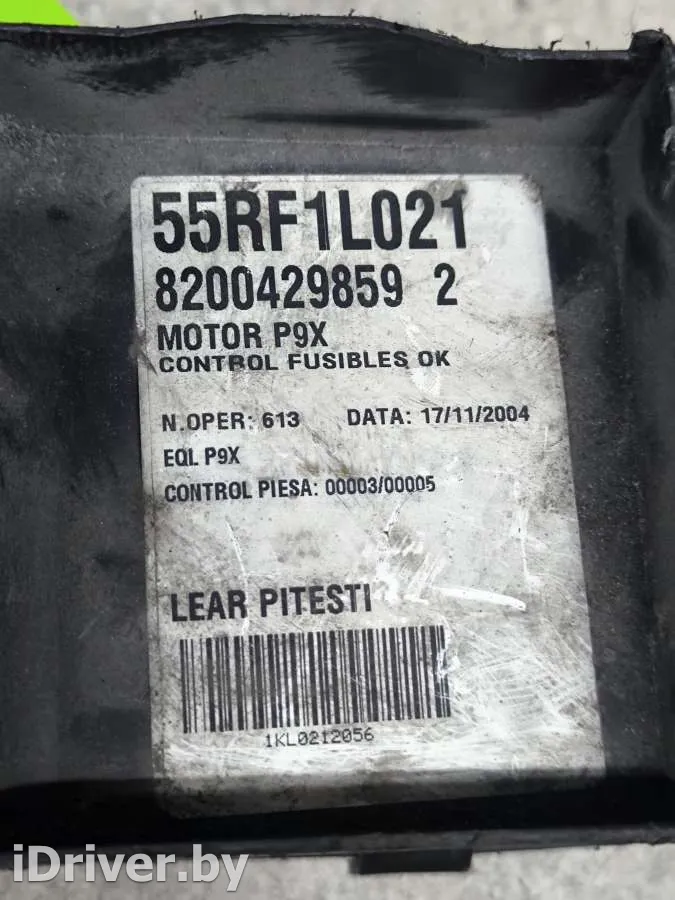 55RF1L021
8200429859 2
MOTOR P9X
CONTROL FUSIBLES OK
N.OPER: 613 DATA: 17/11/2004
EQL P9X
CONTROL PIESA: 00003/00005
LEAR PITESTI
1KL0212056
iDriver.by